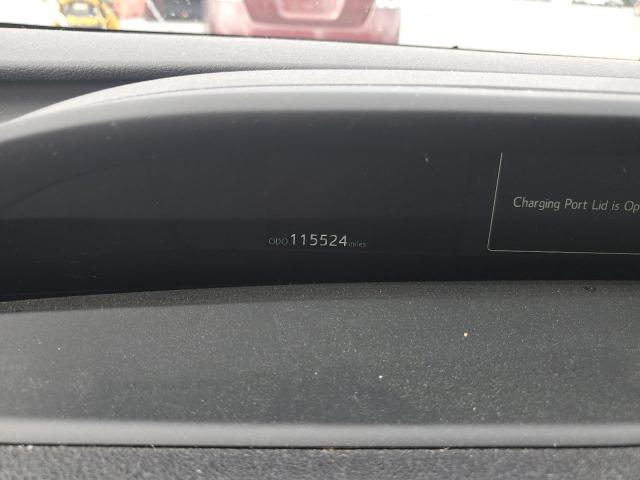 ODO 115524 miles
Charging Port Lid is Op